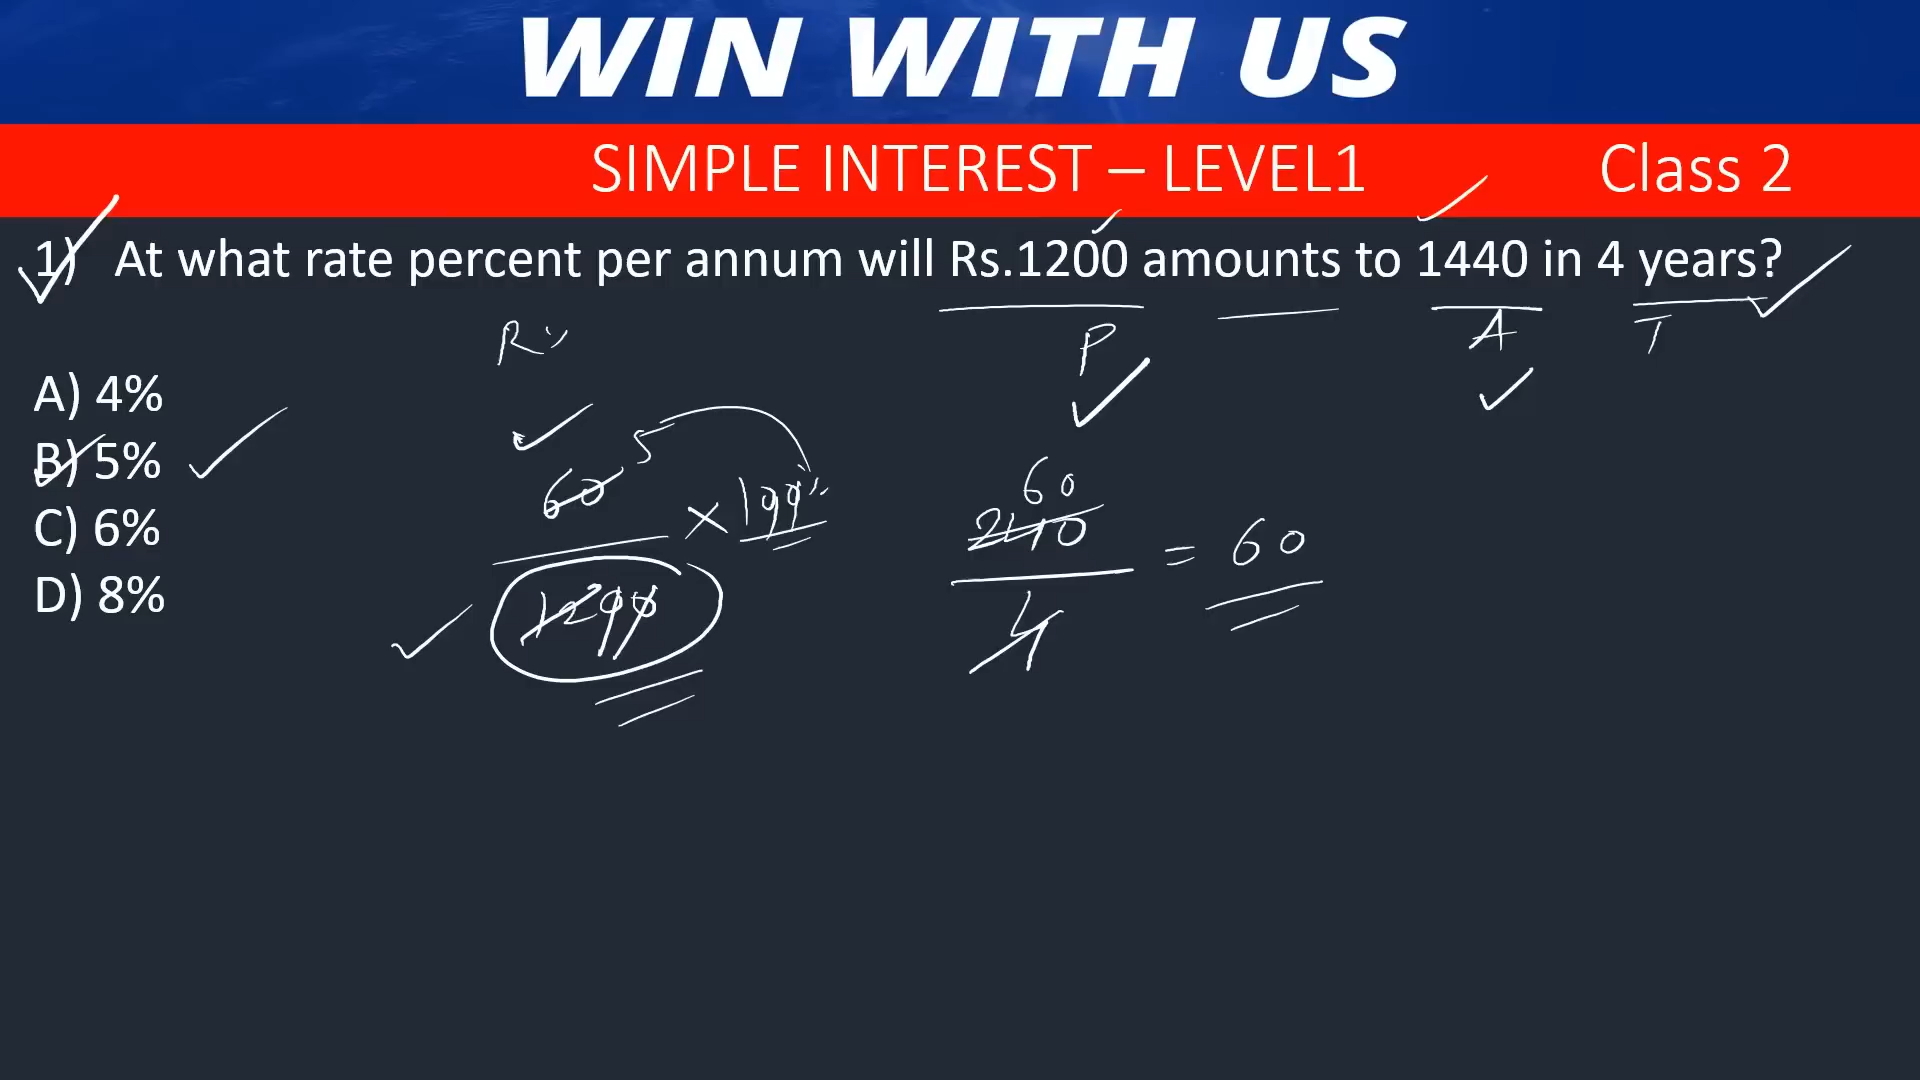 WIN WITH US
SIMPLE INTEREST – LEVEL1 Class 2
1) At what rate percent per annum will Rs.1200 amounts to 1440 in 4 years?
R% P A T
A) 4%
B) 5%
C) 6%
D) 8%
60 5 × 100%
1200
60
240
4
= 60